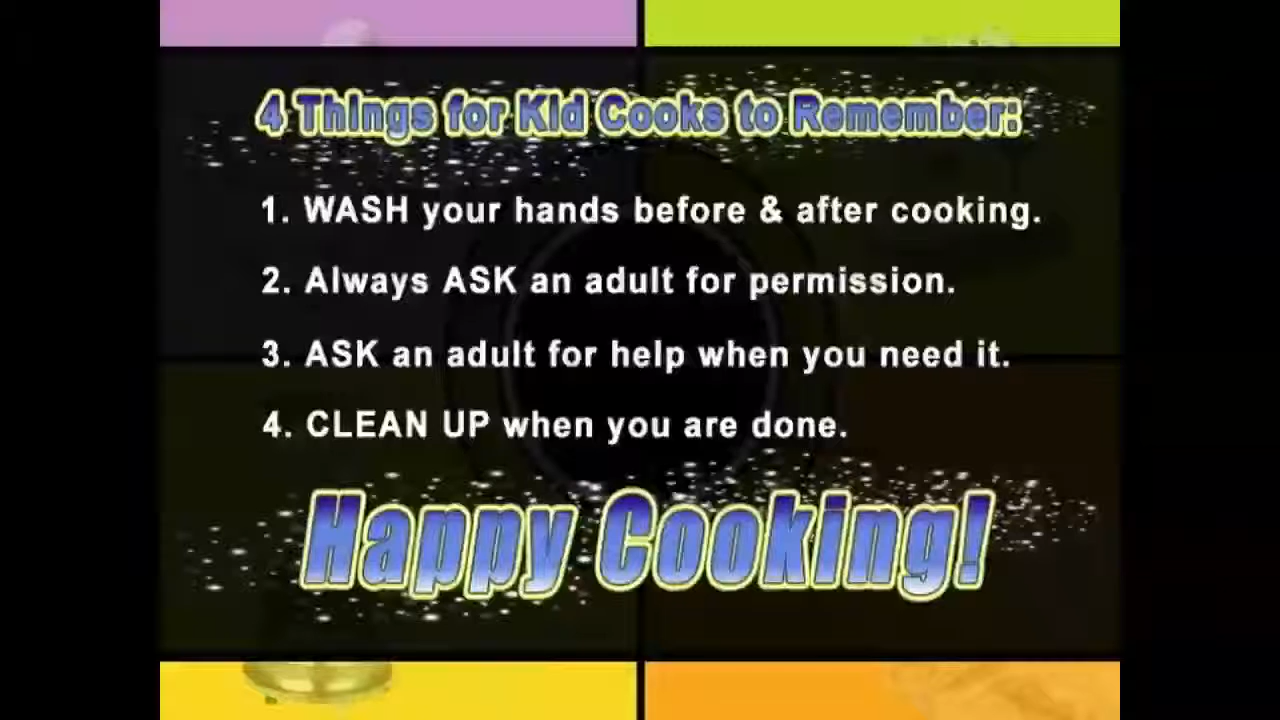 4 Things for Kid Cooks to Remember:
1. WASH your hands before & after cooking.
2. Always ASK an adult for permission.
3. ASK an adult for help when you need it.
4. CLEAN UP when you are done.
Happy Cooking!